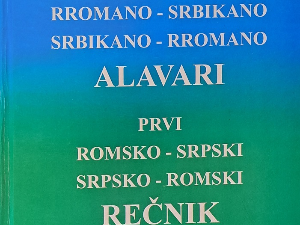 RROMANO - SRBIKANO
SRBIKANO - RROMANO
ALAVARI
PRVI
ROMSKO - SRPSKI
SRPSKO - ROMSKI
REČNIK